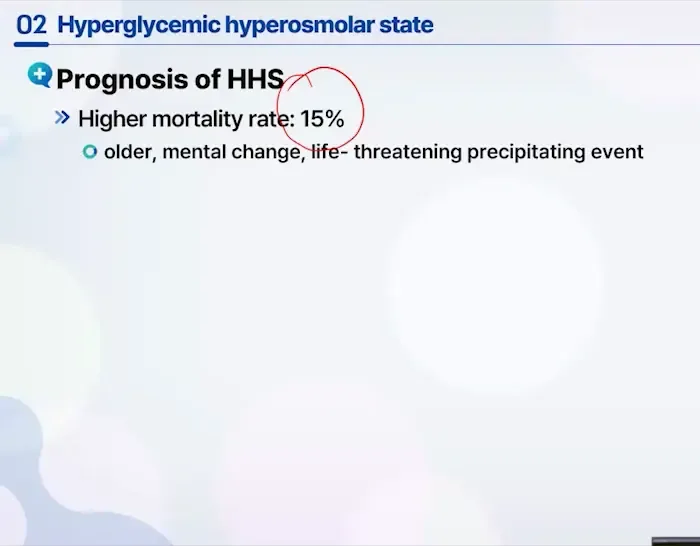 02 Hyperglycemic hyperosmolar state
Prognosis of HHS
Higher mortality rate: 15%
older, mental change, life- threatening precipitating event